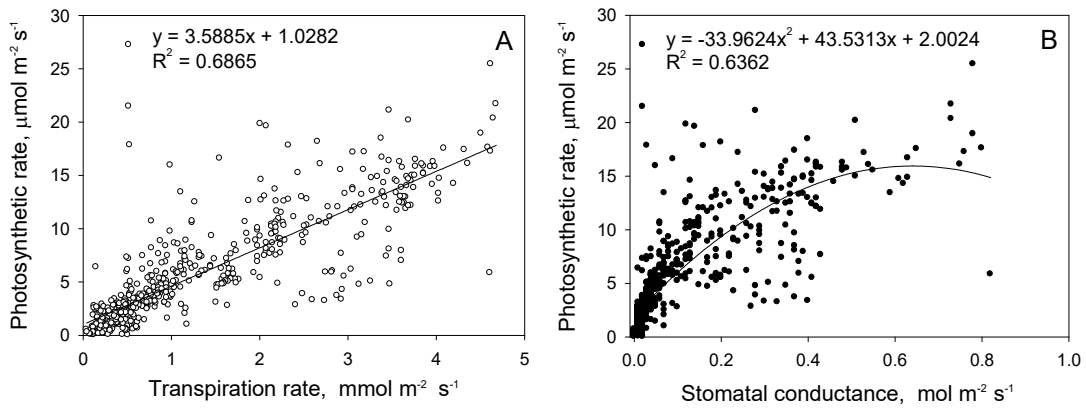 30
25
20
15
10
5
0
Photosynthetic rate, μmol m⁻² s⁻¹
y = 3.5885x + 1.0282
R² = 0.6865
A
0 1 2 3 4 5
Transpiration rate, mmol m⁻² s⁻¹
30
25
20
15
10
5
0
Photosynthetic rate, μmol m⁻² s⁻¹
y = -33.9624x² + 43.5313x + 2.0024
R² = 0.6362
B
0.0 0.2 0.4 0.6 0.8 1.0
Stomatal conductance, mol m⁻² s⁻¹